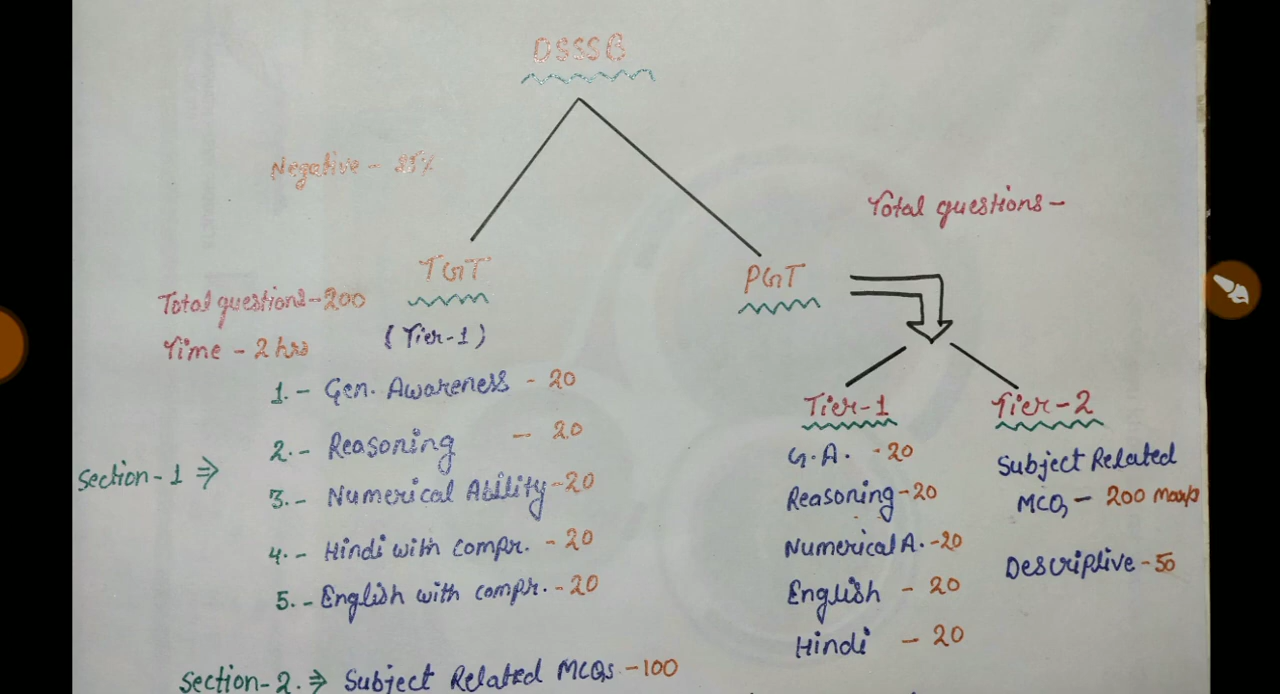 DSSSB
Negative -
Total questions -
TGT
PGT
Total questions - 200
(Tier-1)
Time - 2 hrs
1. - Gen. Awareness - 20
2. - Reasoning - 20
Section-1 ⇒
3. - Numerical Ability - 20
4. - Hindi with compr. - 20
5. - English with compr. - 20
Section-2. ⇒ Subject Related MCQs - 100
Tier-1
G.A. - 20
Reasoning - 20
Numerical A. - 20
English - 20
Hindi - 20
Tier-2
Subject Related
MCQ - 200 marks
Descriptive - 50